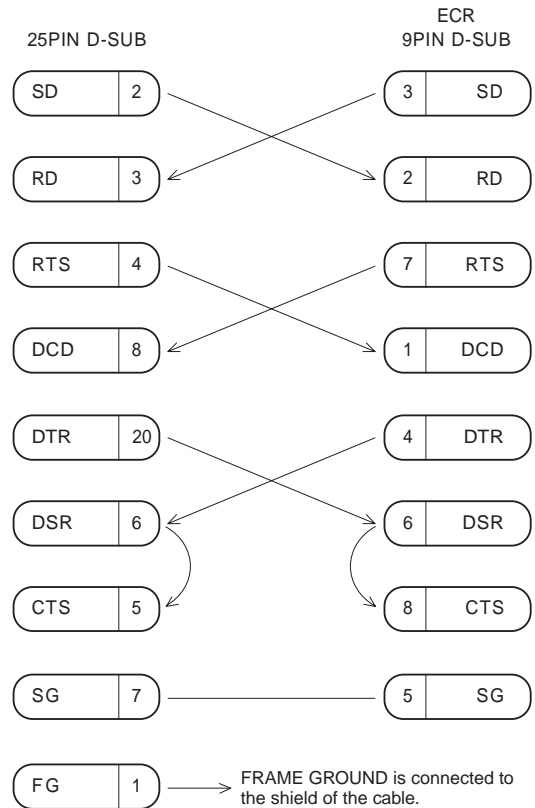 ECR
25PIN D-SUB 9PIN D-SUB
SD 2 3 SD
RD 3 2 RD
RTS 4 7 RTS
DCD 8 1 DCD
DTR 20 4 DTR
DSR 6 6 DSR
CTS 5 8 CTS
SG 7 5 SG
FG 1 FRAME GROUND is connected to
the shield of the cable.